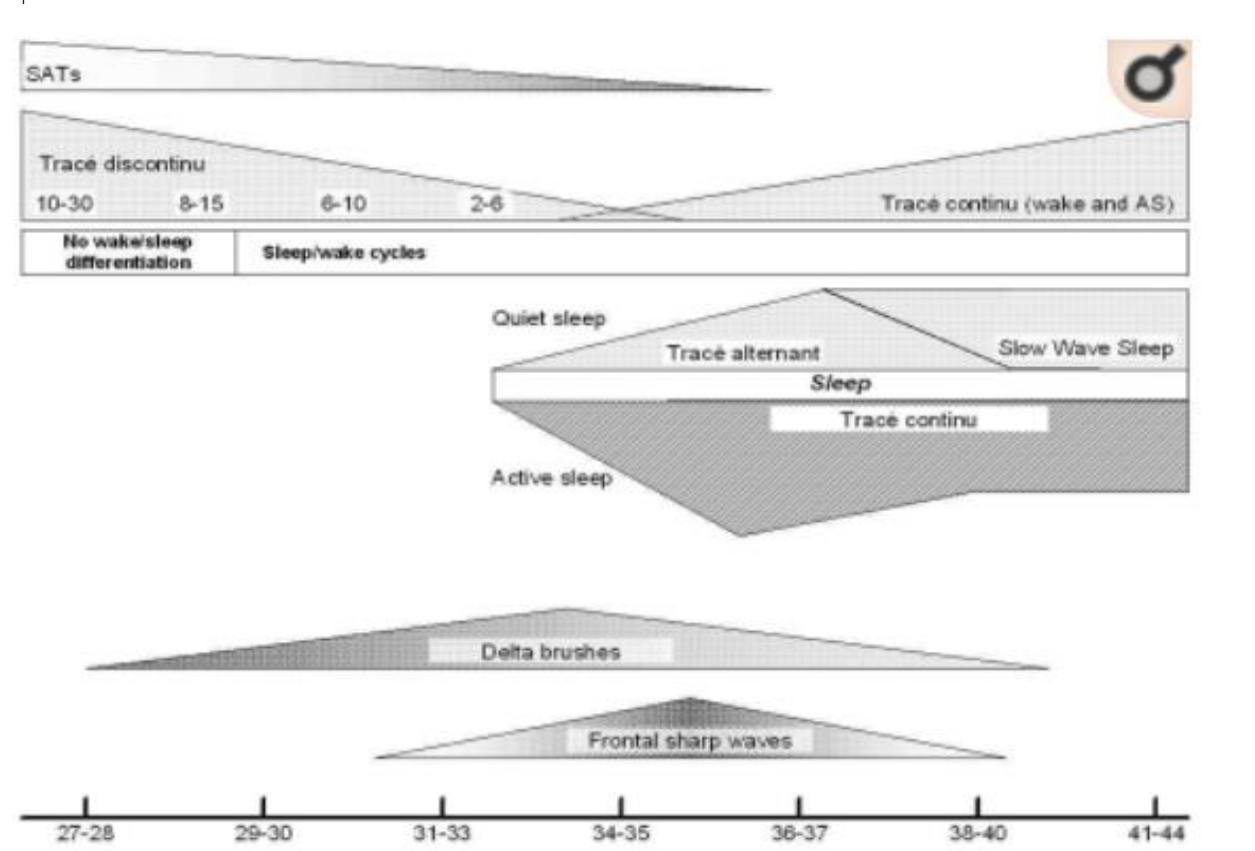 SATs
Tracé discontinu
10-30 8-15 6-10 2-6
Tracé continu (wake and AS)
No wake/sleep
differentiation
Sleep/wake cycles
Quiet sleep
Tracé alternant
Slow Wave Sleep
Sleep
Tracé continu
Active sleep
Delta brushes
Frontal sharp waves
27-28 29-30 31-33 34-35 36-37 38-40 41-44